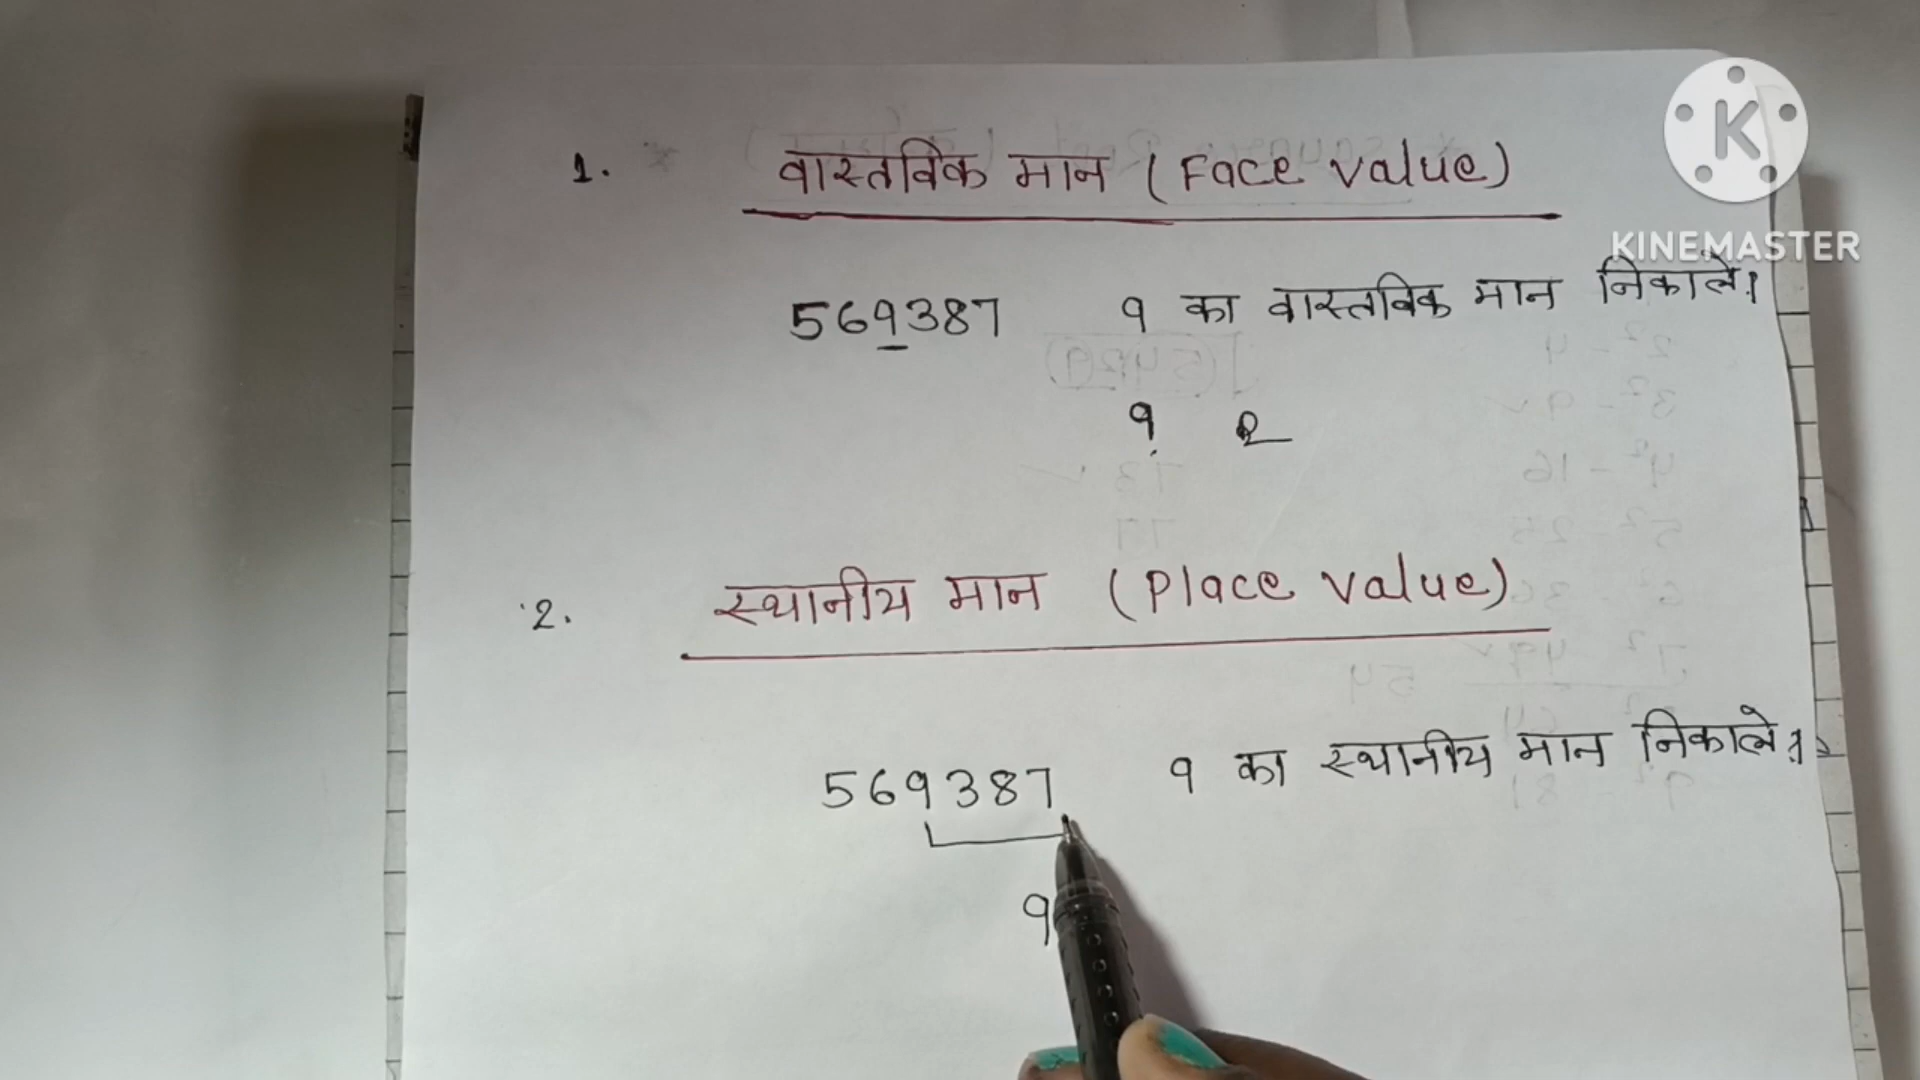 1. वास्तविक मान (Face value)
KINEMASTER
569387 9 का वास्तविक मान निकाले।
9
2. स्थानीय मान (Place value)
569387 9 का स्थानीय मान निकाले।
9